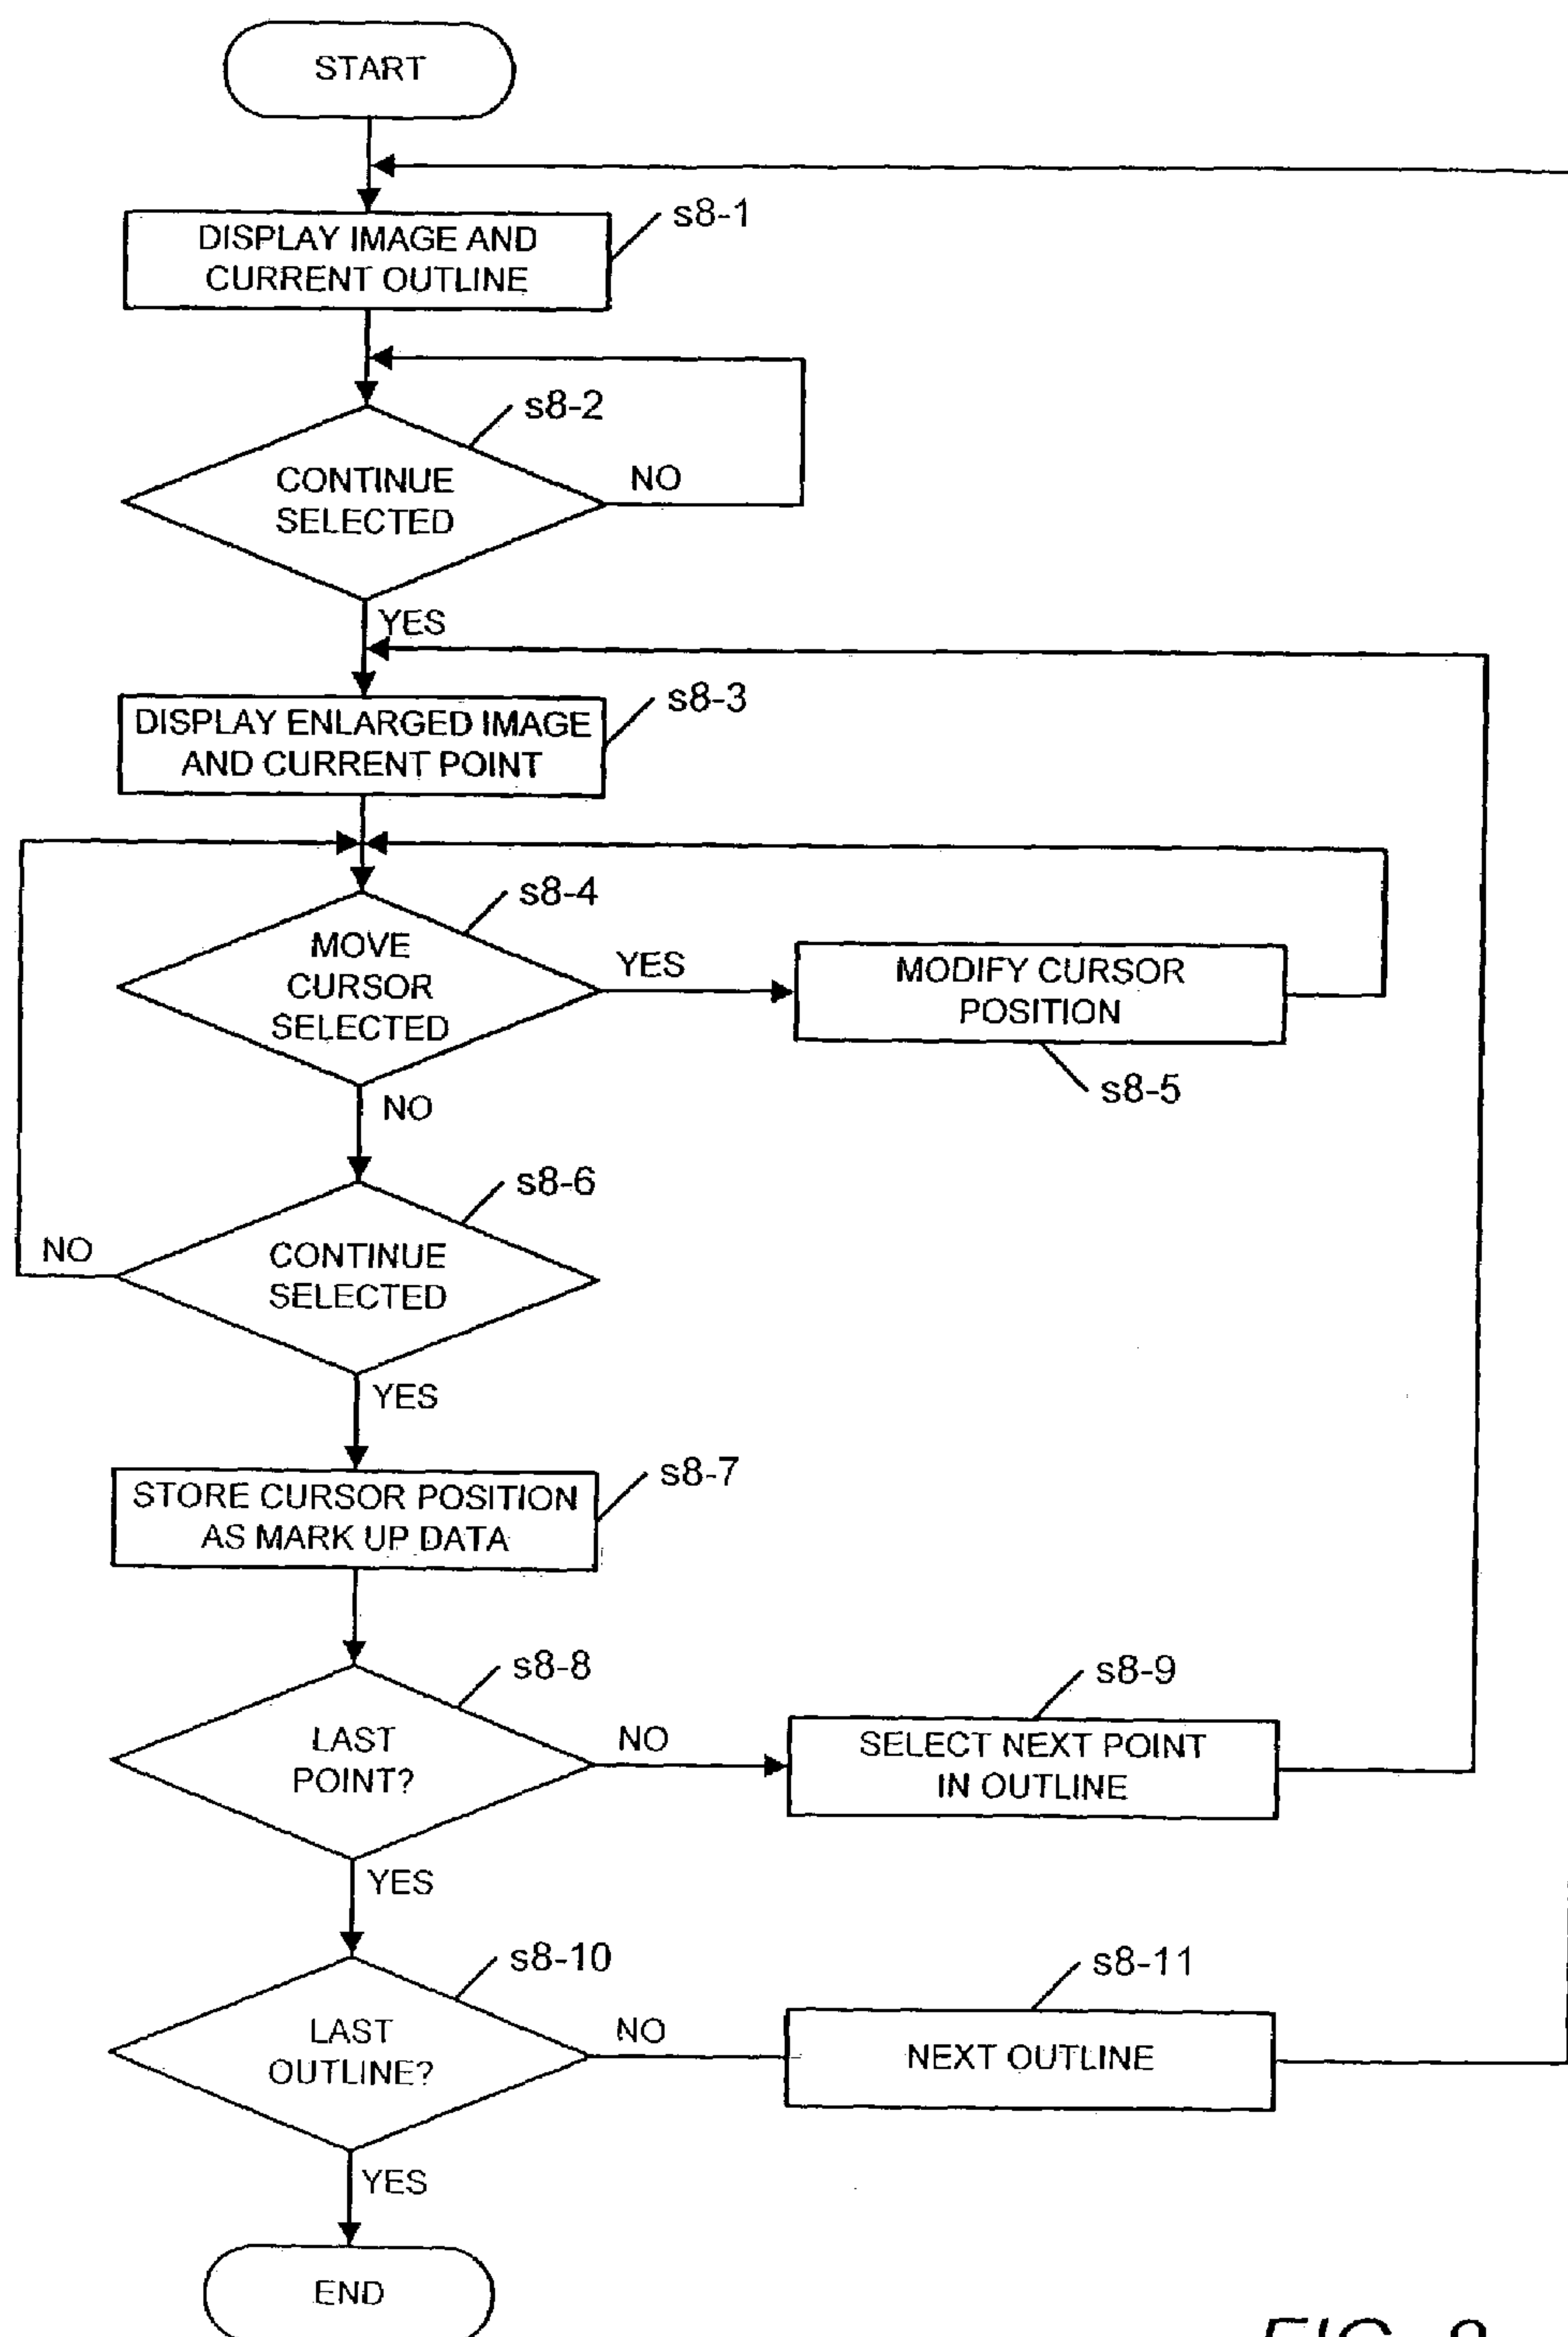 START
s8-1
DISPLAY IMAGE AND
CURRENT OUTLINE
s8-2
CONTINUE
SELECTED
NO
YES
s8-3
DISPLAY ENLARGED IMAGE
AND CURRENT POINT
s8-4
MOVE
CURSOR
SELECTED
YES
MODIFY CURSOR
POSITION
s8-5
NO
s8-6
CONTINUE
SELECTED
NO
YES
s8-7
STORE CURSOR POSITION
AS MARK UP DATA
s8-8
LAST
POINT?
NO
s8-9
SELECT NEXT POINT
IN OUTLINE
YES
s8-10
LAST
OUTLINE?
NO
s8-11
NEXT OUTLINE
YES
END